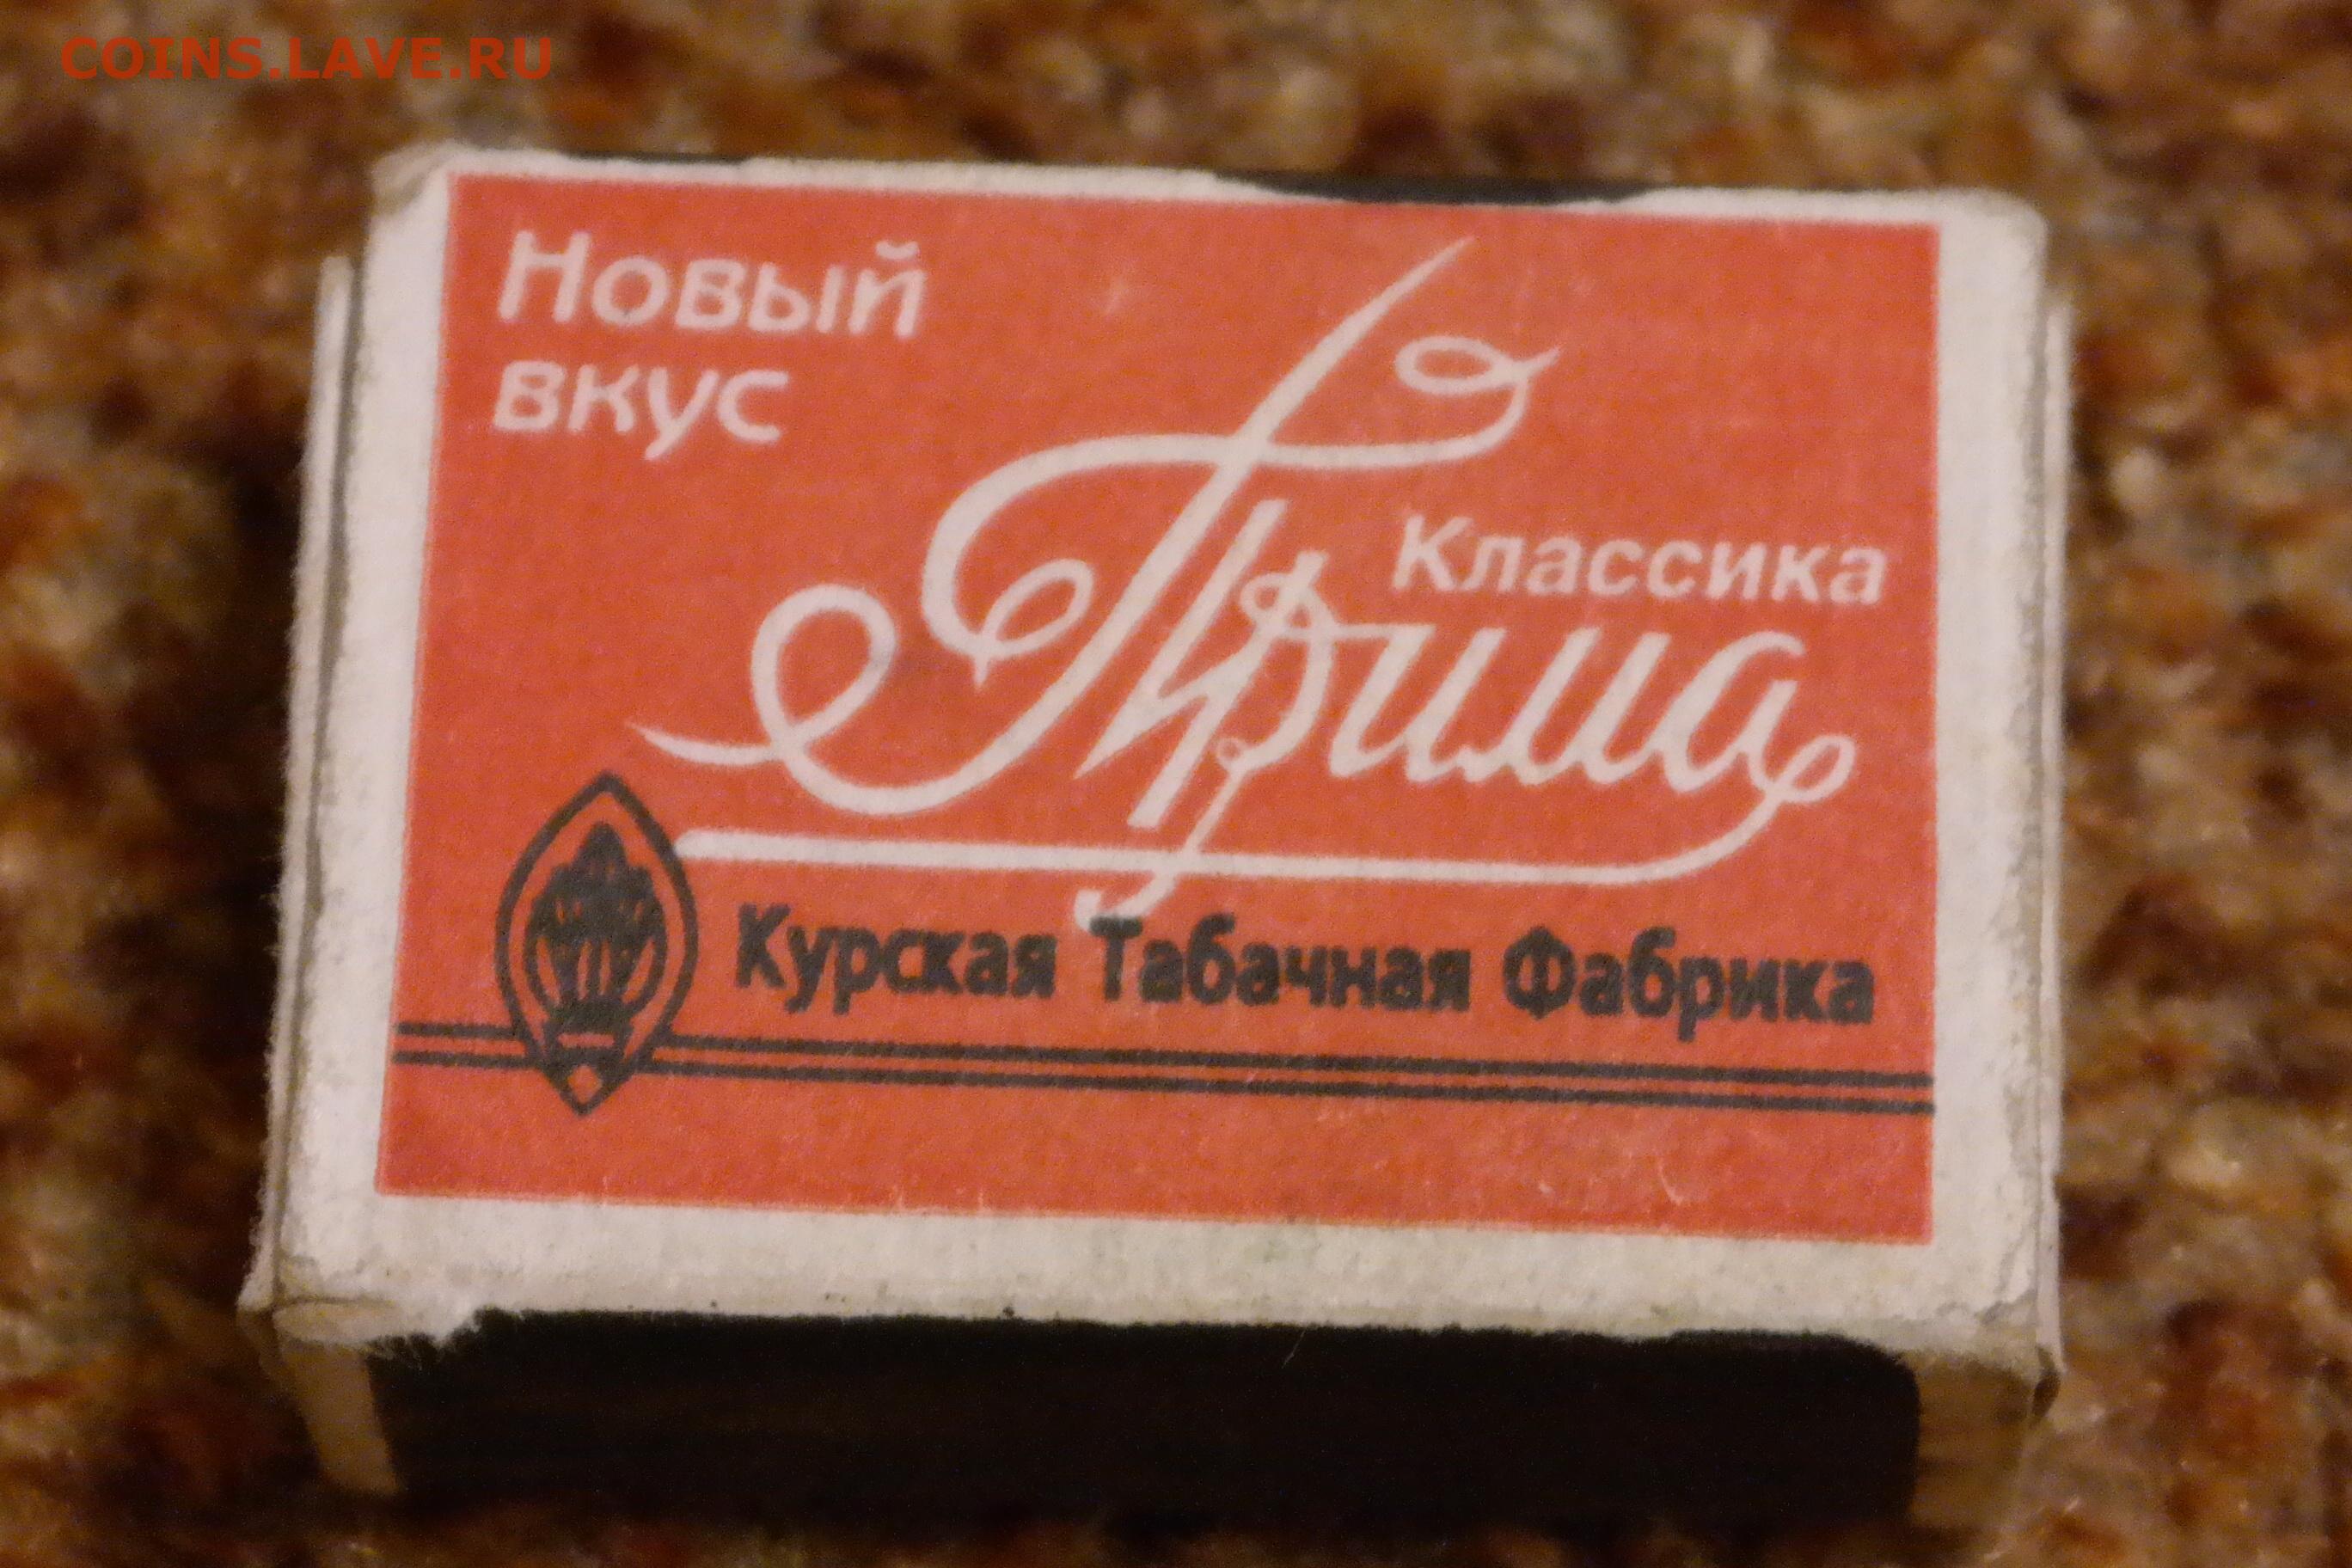 COINS.LAVE.RU
Новый
вкус
Классика
Прима
Курская Табачная Фабрика